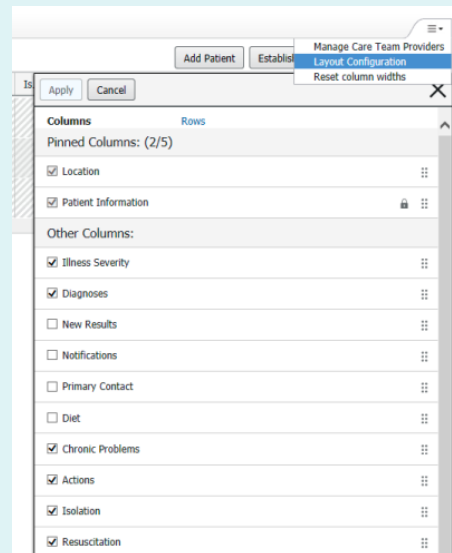 Manage Care Team Providers
Add Patient
Layout Configuration
Reset column widths
Apply Cancel
Columns Rows
Pinned Columns: (2/5)
Location
Patient Information
Other Columns:
Illness Severity
Diagnoses
New Results
Notifications
Primary Contact
Diet
Chronic Problems
Actions
Isolation
Resuscitation